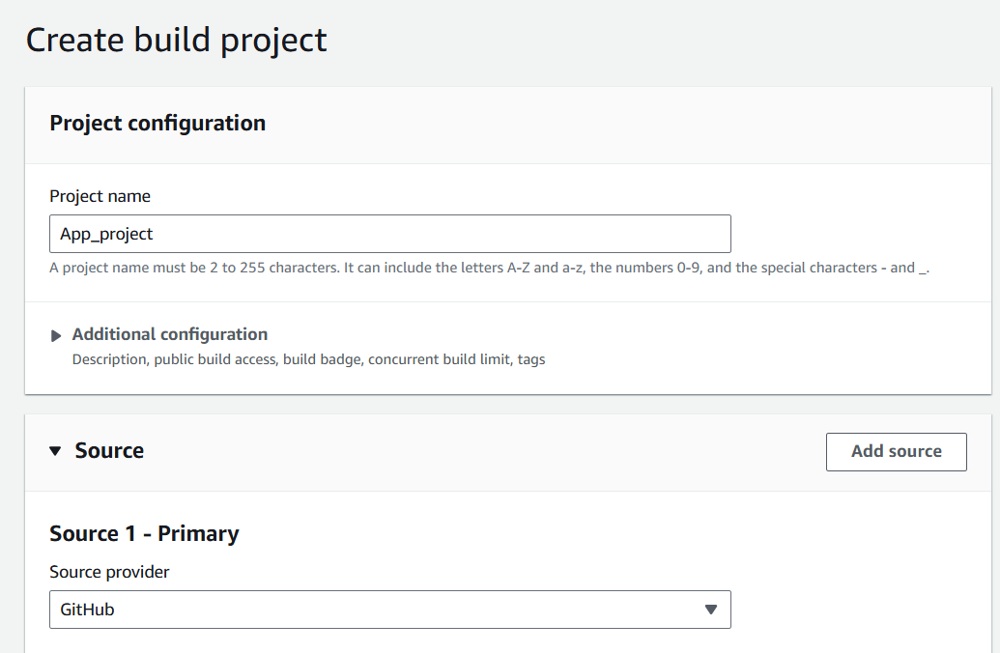 Create build project
Project configuration
Project name
App_project
A project name must be 2 to 255 characters. It can include the letters A-Z and a-z, the numbers 0-9, and the special characters - and _.
Additional configuration
Description, public build access, build badge, concurrent build limit, tags
Source
Add source
Source 1 - Primary
Source provider
GitHub